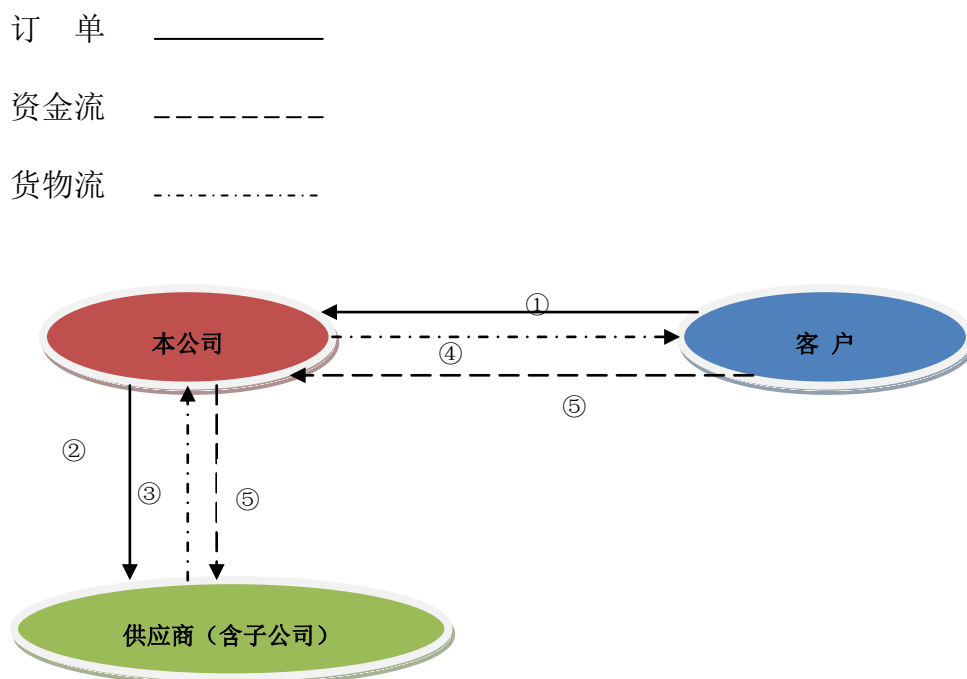 订 单
资金流
货物流
①
本公司
客 户
④
⑤
②
③
⑤
供应商（含子公司）